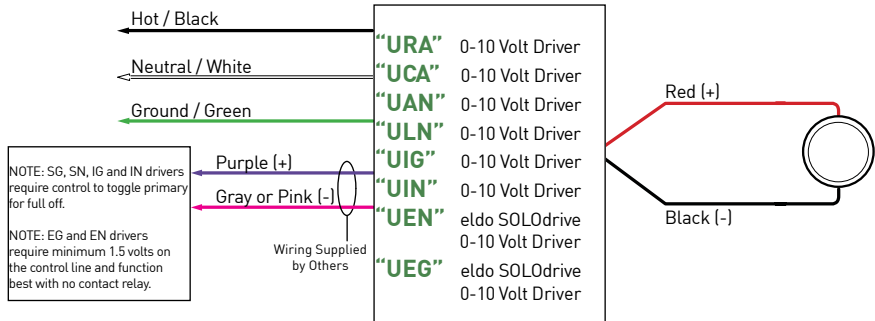 Hot / Black
Neutral / White
Ground / Green
Purple (+)
Gray or Pink (-)
Wiring Supplied
by Others
NOTE: SG, SN, IG and IN drivers
require control to toggle primary
for full off.
NOTE: EG and EN drivers
require minimum 1.5 volts on
the control line and function
best with no contact relay.
"URA" 0-10 Volt Driver
"UCA" 0-10 Volt Driver
"UAN" 0-10 Volt Driver
"ULN" 0-10 Volt Driver
"UIG" 0-10 Volt Driver
"UIN" 0-10 Volt Driver
"UEN" eldo SOLOdrive
0-10 Volt Driver
"UEG" eldo SOLOdrive
0-10 Volt Driver
Red (+)
Black (-)